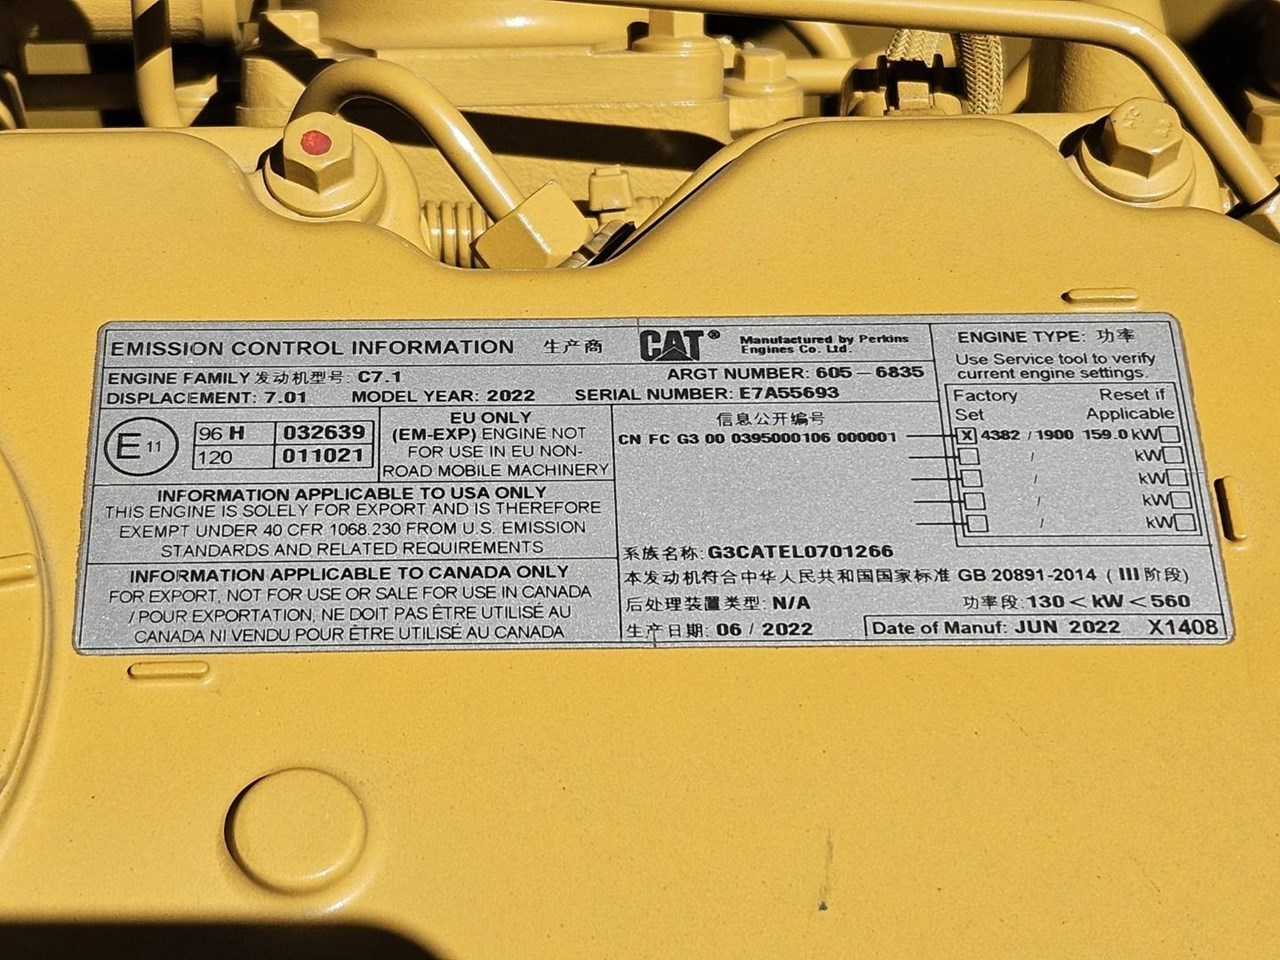 EMISSION CONTROL INFORMATION 生产商 CAT® Manufactured by Perkins Engines Co. Ltd.
ENGINE FAMILY 发动机型号: C7.1 ARGT NUMBER: 605 – 6835
DISPLACEMENT: 7.01 MODEL YEAR: 2022 SERIAL NUMBER: E7A55693
E 11
96 H 032639
120 011021
EU ONLY
(EM-EXP) ENGINE NOT
FOR USE IN EU NON-
ROAD MOBILE MACHINERY
INFORMATION APPLICABLE TO USA ONLY
THIS ENGINE IS SOLELY FOR EXPORT AND IS THEREFORE
EXEMPT UNDER 40 CFR 1068.230 FROM U.S. EMISSION
STANDARDS AND RELATED REQUIREMENTS
INFORMATION APPLICABLE TO CANADA ONLY
FOR EXPORT, NOT FOR USE OR SALE FOR USE IN CANADA
/ POUR EXPORTATION, NE DOIT PAS ÊTRE UTILISÉ AU
CANADA NI VENDU POUR ÊTRE UTILISÉ AU CANADA
ENGINE TYPE: 功率
Use Service tool to verify
current engine settings.
Factory Reset if
Set Applicable
信息公开编号
CN FC G3 00 0395000106 000001 X 4382 / 1900 159.0 kW
/ kW
/ kW
/ kW
/ kW
系族名称: G3CATEL0701266
本发动机符合中华人民共和国国家标准 GB 20891-2014 ( III 阶段)
后处理装置类型: N/A 功率段: 130 < kW < 560
生产日期: 06 / 2022 Date of Manuf: JUN 2022 X1408